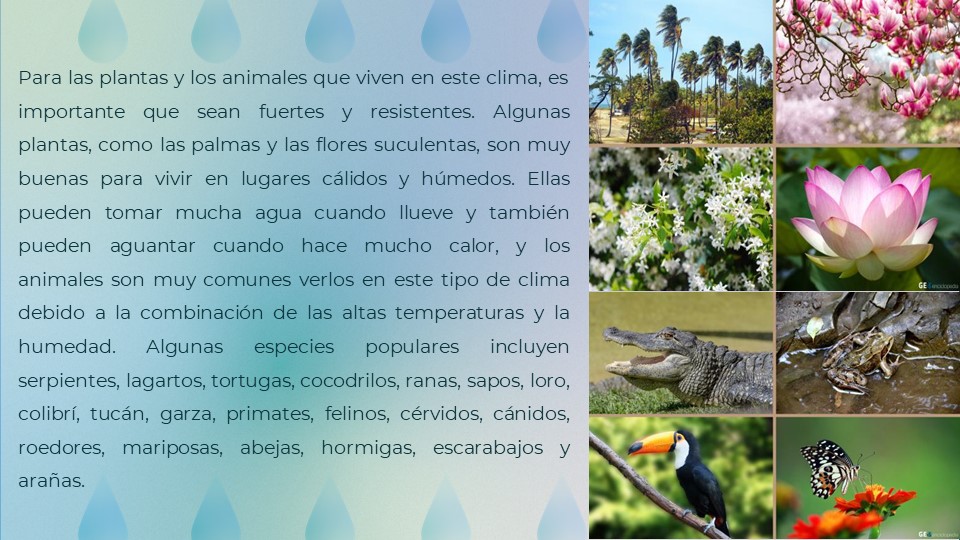 Para las plantas y los animales que viven en este clima, es
importante que sean fuertes y resistentes. Algunas
plantas, como las palmas y las flores suculentas, son muy
buenas para vivir en lugares cálidos y húmedos. Ellas
pueden tomar mucha agua cuando llueve y también
pueden aguantar cuando hace mucho calor, y los
animales son muy comunes verlos en este tipo de clima
debido a la combinación de las altas temperaturas y la
humedad. Algunas especies populares incluyen
serpientes, lagartos, tortugas, cocodrilos, ranas, sapos, loro,
colibrí, tucán, garza, primates, felinos, cérvidos, cánidos,
roedores, mariposas, abejas, hormigas, escarabajos y
arañas.